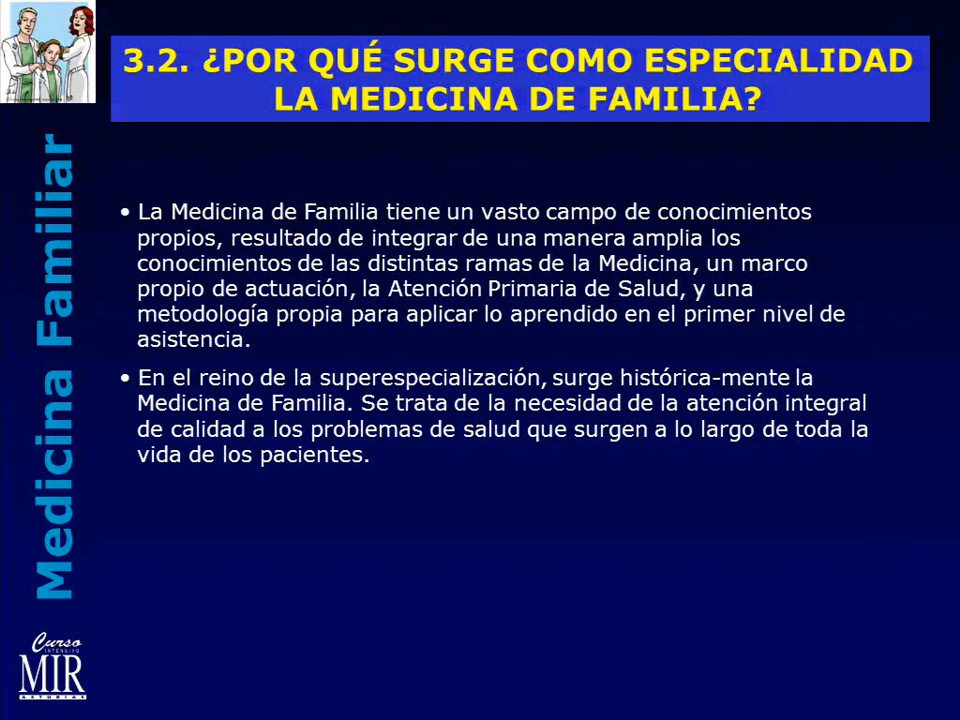 3.2. ¿POR QUÉ SURGE COMO ESPECIALIDAD
LA MEDICINA DE FAMILIA?
• La Medicina de Familia tiene un vasto campo de conocimientos
propios, resultado de integrar de una manera amplia los
conocimientos de las distintas ramas de la Medicina, un marco
propio de actuación, la Atención Primaria de Salud, y una
metodología propia para aplicar lo aprendido en el primer nivel de
asistencia.
• En el reino de la superespecialización, surge histórica-mente la
Medicina de Familia. Se trata de la necesidad de la atención integral
de calidad a los problemas de salud que surgen a lo largo de toda la
vida de los pacientes.
Medicina Familiar
Curso
INTENSIVO
MIR
ASTURIAS